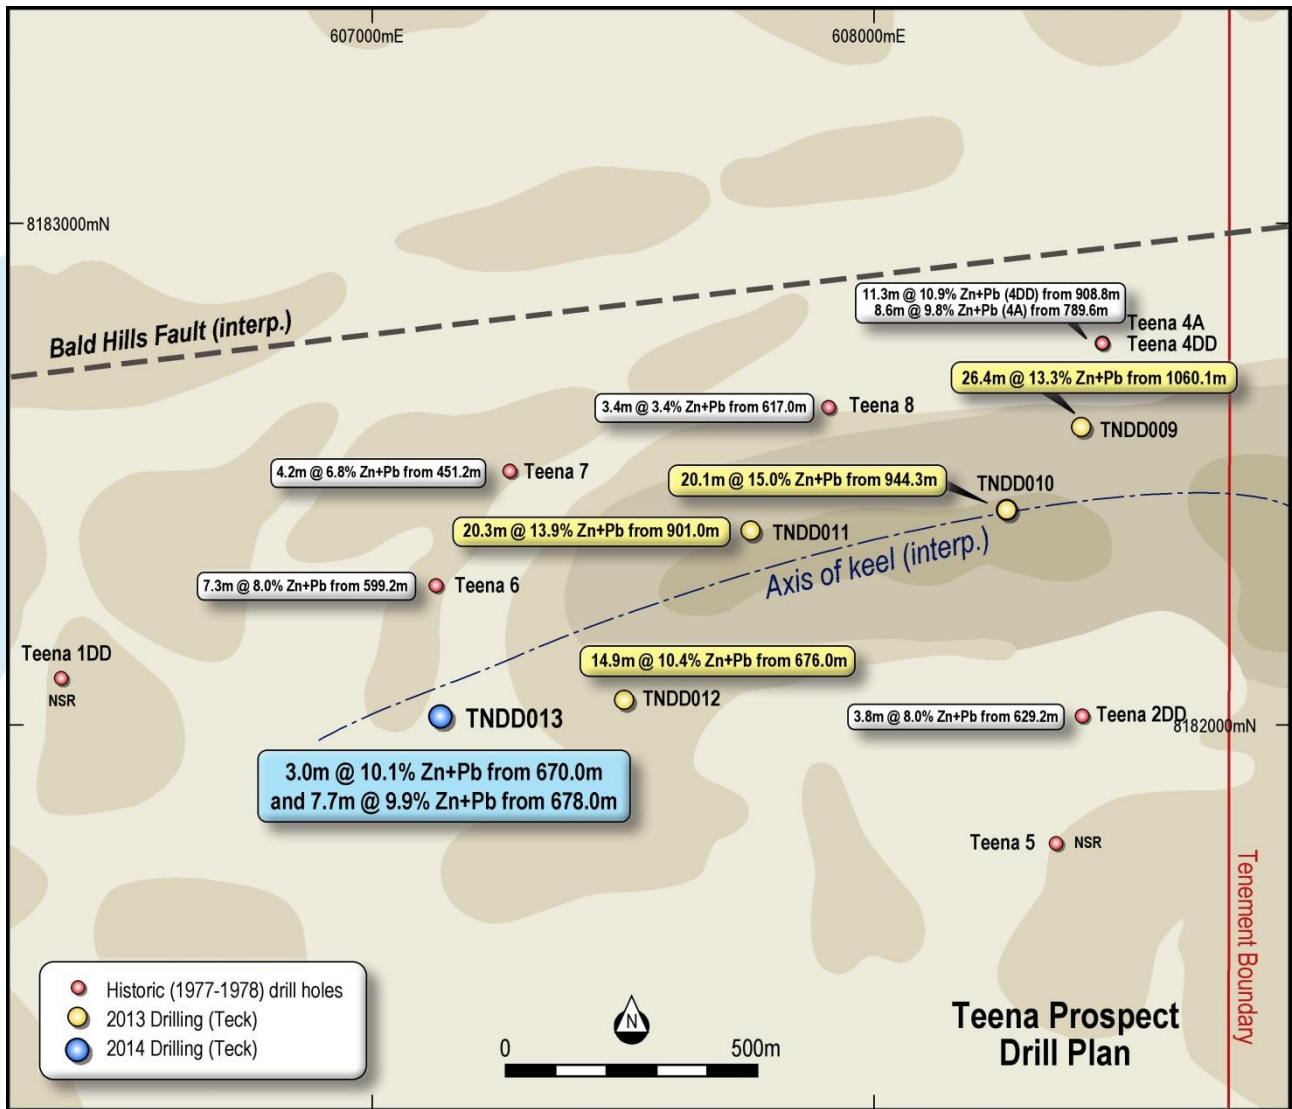 607000mE
608000mE
8183000mN
Bald Hills Fault (interp.)
11.3m @ 10.9% Zn+Pb (4DD) from 908.8m
8.6m @ 9.8% Zn+Pb (4A) from 789.6m
Teena 4A
Teena 4DD
26.4m @ 13.3% Zn+Pb from 1060.1m
3.4m @ 3.4% Zn+Pb from 617.0m
Teena 8
TNDD009
4.2m @ 6.8% Zn+Pb from 451.2m
Teena 7
20.1m @ 15.0% Zn+Pb from 944.3m
TNDD010
20.3m @ 13.9% Zn+Pb from 901.0m
TNDD011
Axis of keel (interp.)
7.3m @ 8.0% Zn+Pb from 599.2m
Teena 6
Teena 1DD
NSR
14.9m @ 10.4% Zn+Pb from 676.0m
TNDD012
TNDD013
3.8m @ 8.0% Zn+Pb from 629.2m
Teena 2DD
8182000mN
3.0m @ 10.1% Zn+Pb from 670.0m
and 7.7m @ 9.9% Zn+Pb from 678.0m
Teena 5
NSR
Tenement Boundary
Historic (1977-1978) drill holes
2013 Drilling (Teck)
2014 Drilling (Teck)
N
0
500m
Teena Prospect
Drill Plan